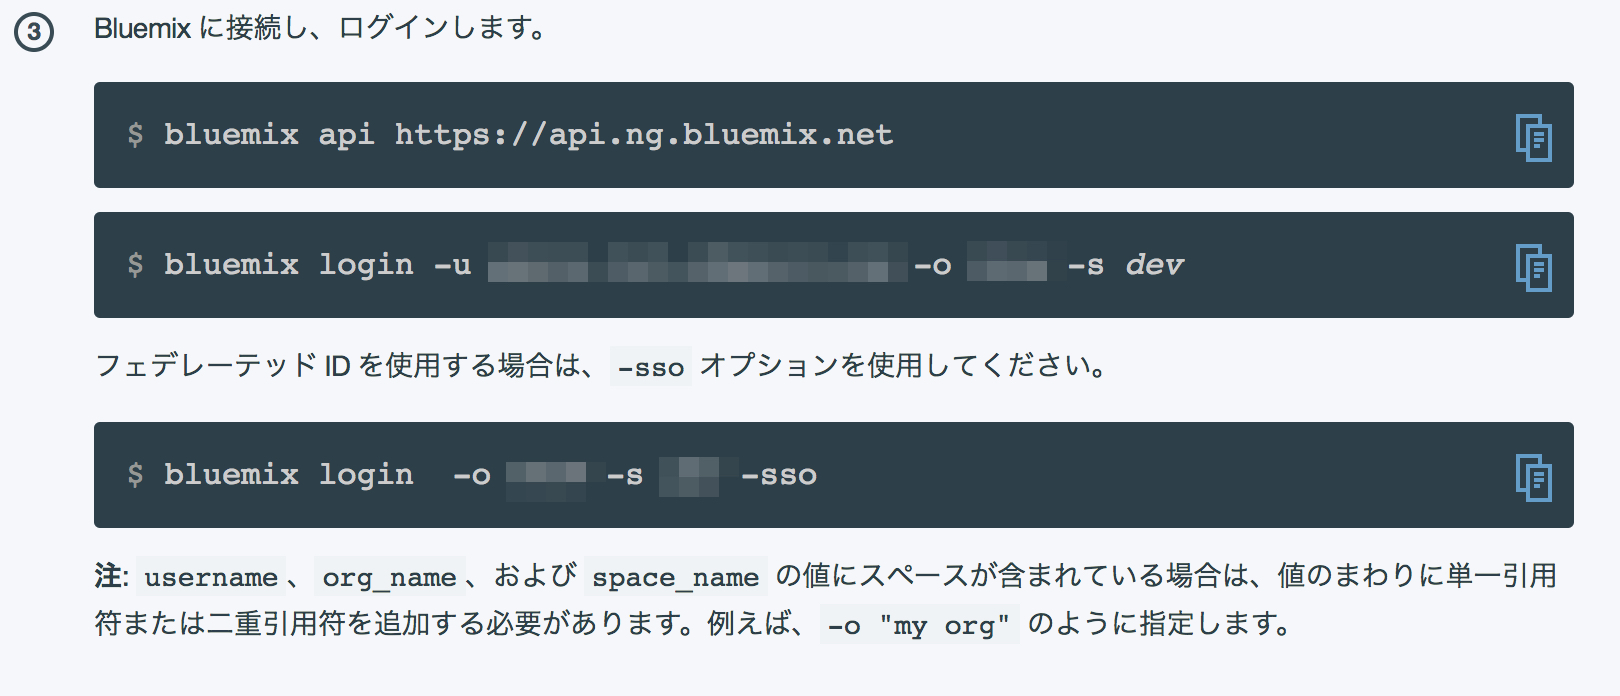 3 Bluemix に接続し、ログインします。
$ bluemix api https://api.ng.bluemix.net
$ bluemix login -u -o -s dev
フェデレーテッド ID を使用する場合は、 -sso オプションを使用してください。
$ bluemix login -o -s -sso
注: username 、 org_name 、および space_name の値にスペースが含まれている場合は、値のまわりに単一引用
符または二重引用符を追加する必要があります。例えば、 -o "my org" のように指定します。